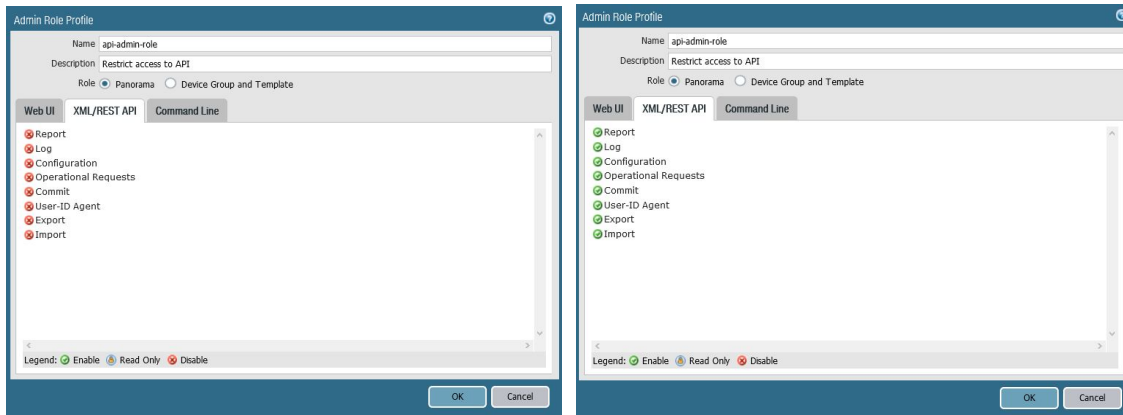 Admin Role Profile
Name api-admin-role
Description Restrict access to API
Role Panorama Device Group and Template
Web UI XML/REST API Command Line
Report
Log
Configuration
Operational Requests
Commit
User-ID Agent
Export
Import
Legend: Enable Read Only Disable
OK Cancel
Admin Role Profile
Name api-admin-role
Description Restrict access to API
Role Panorama Device Group and Template
Web UI XML/REST API Command Line
Report
Log
Configuration
Operational Requests
Commit
User-ID Agent
Export
Import
Legend: Enable Read Only Disable
OK Cancel